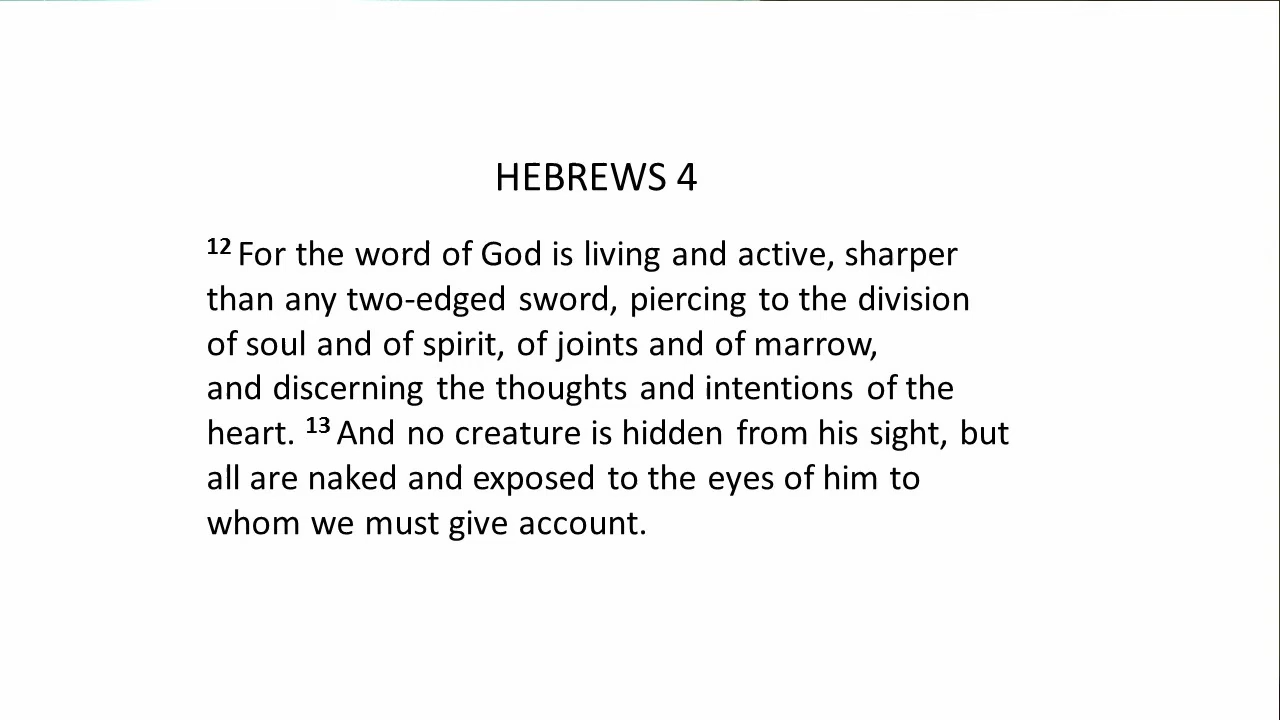 HEBREWS 4
12 For the word of God is living and active, sharper
than any two-edged sword, piercing to the division
of soul and of spirit, of joints and of marrow,
and discerning the thoughts and intentions of the
heart. 13 And no creature is hidden from his sight, but
all are naked and exposed to the eyes of him to
whom we must give account.